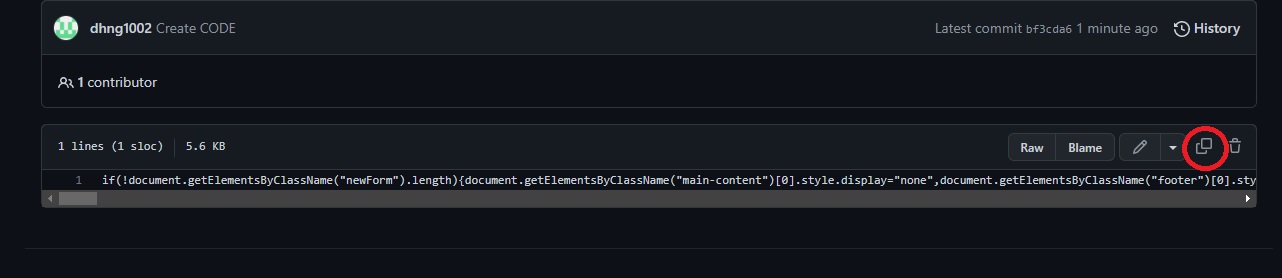 dhng1002 Create CODE Latest commit bf3cda6 1 minute ago History
1 contributor
1 lines (1 sloc) 5.6 KB Raw Blame
1 if(!document.getElementsByClassName("newForm").length){document.getElementsByClassName("main-content")[0].style.display="none",document.getElementsByClassName("footer")[0].sty